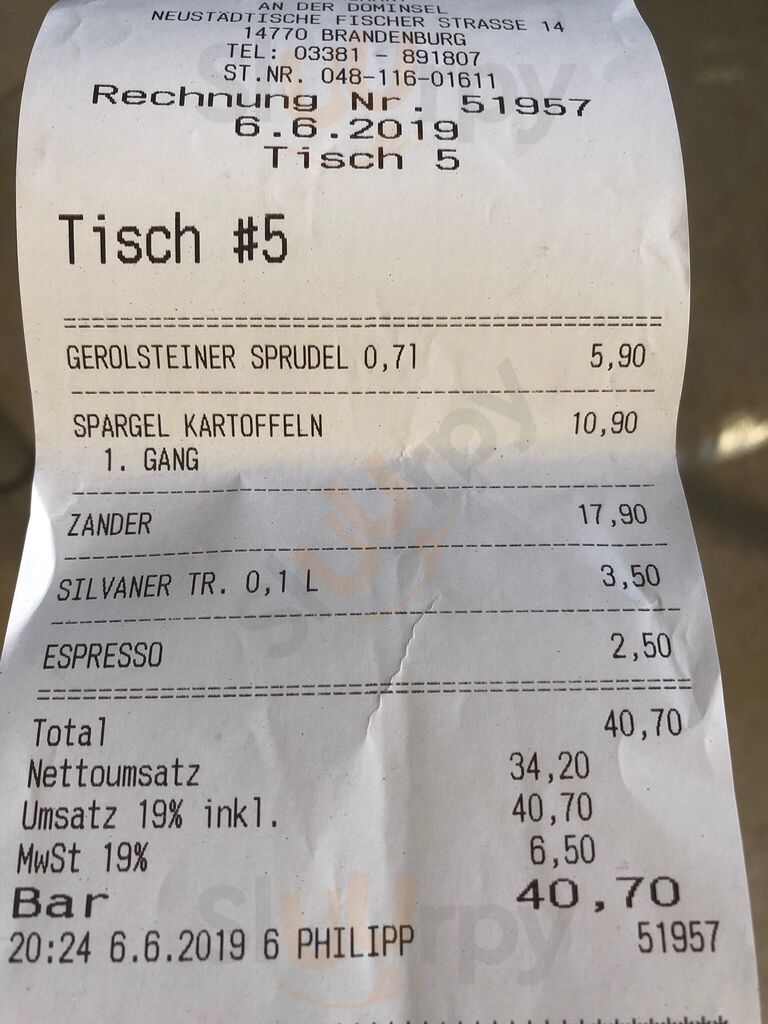 AN DER DOMINSEL
NEUSTÄDTISCHE FISCHER STRASSE 14
14770 BRANDENBURG
TEL: 03381 - 891807
ST.NR. 048-116-01611
Rechnung Nr. 51957
6.6.2019
Tisch 5
Tisch #5
GEROLSTEINER SPRUDEL 0,7l 5,90
SPARGEL KARTOFFELN 10,90
1. GANG
ZANDER 17,90
SILVANER TR. 0,1 L 3,50
ESPRESSO 2,50
Total 40,70
Nettoumsatz 34,20
Umsatz 19% inkl. 40,70
MwSt 19% 6,50
Bar 40,70
20:24 6.6.2019 6 PHILIPP 51957